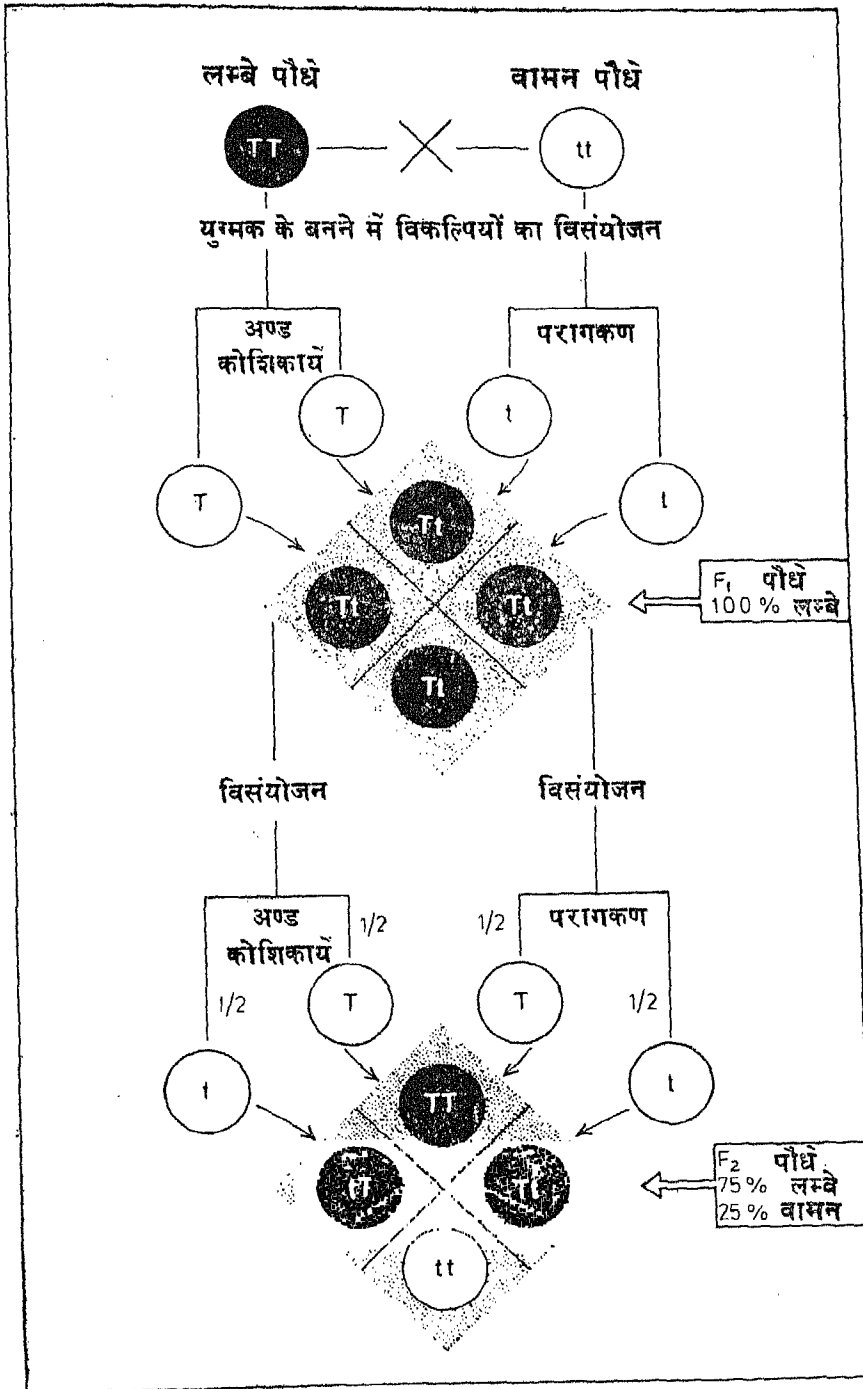 लम्बे पौधे वामन पौधे
TT tt
युग्मक के बनने में विकल्पियों का विसंयोजन
अण्ड
कोशिकायें
परागकण
T t
T t
Tt
Tt Tt
Tt
F₁ पौधे
100% लम्बे
विसंयोजन विसंयोजन
अण्ड
कोशिकायें
1/2
1/2
परागकण
1/2 T T 1/2
t t
TT
Tt
tt
F₂ पौधे
75% लम्बे
25% वामन